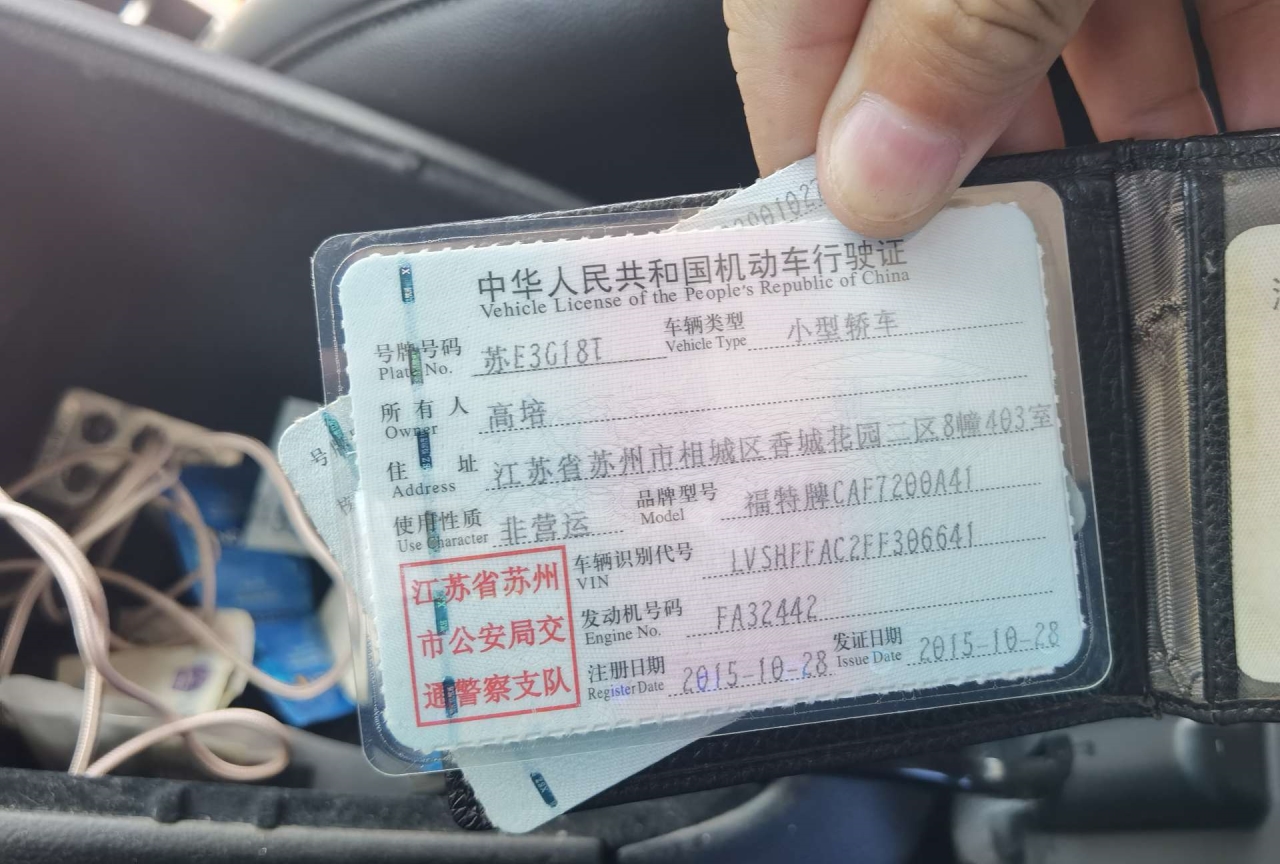 中华人民共和国机动车行驶证
Vehicle License of the People's Republic of China
号牌号码 苏E3G18T 车辆类型 小型轿车
Plate No. Vehicle Type
所有人 高培
Owner
住址 江苏省苏州市相城区香城花园二区8幢403室
Address
使用性质 非营运 品牌型号 福特牌CAF7200A41
Use Character Model
车辆识别代号 LVSHFFAC2FF306641
VIN
发动机号码 FA32442
Engine No.
注册日期 2015-10-28 发证日期 2015-10-28
Register Date Issue Date
江苏省苏州
市公安局交
通警察支队